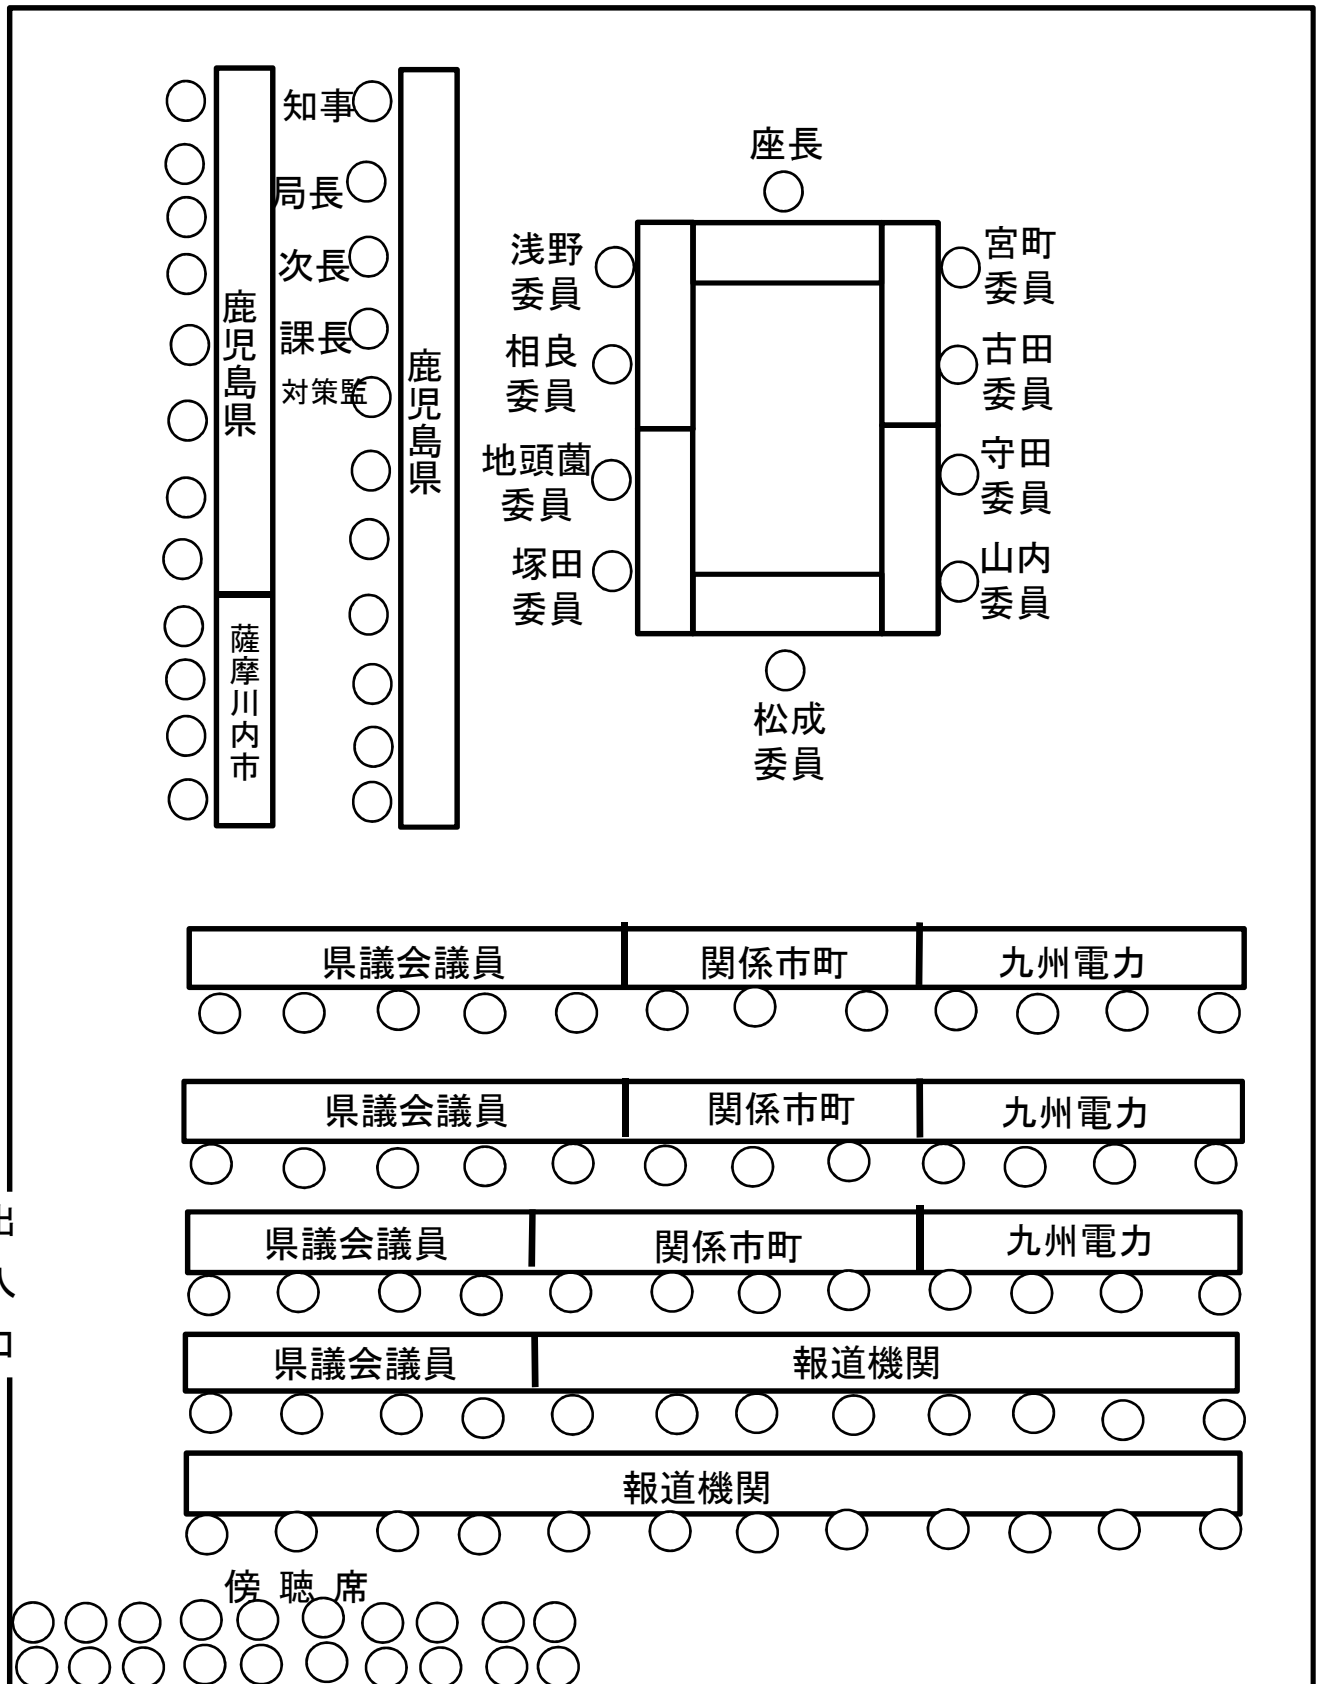 知事
局長
次長
課長
対策監
鹿児島県
薩摩川内市
鹿児島県
座長
浅野
委員
相良
委員
地頭薗
委員
塚田
委員
宮町
委員
古田
委員
守田
委員
山内
委員
松成
委員
県議会議員 関係市町 九州電力
県議会議員 関係市町 九州電力
県議会議員 関係市町 九州電力
県議会議員 報道機関
報道機関
出入口
傍聴席